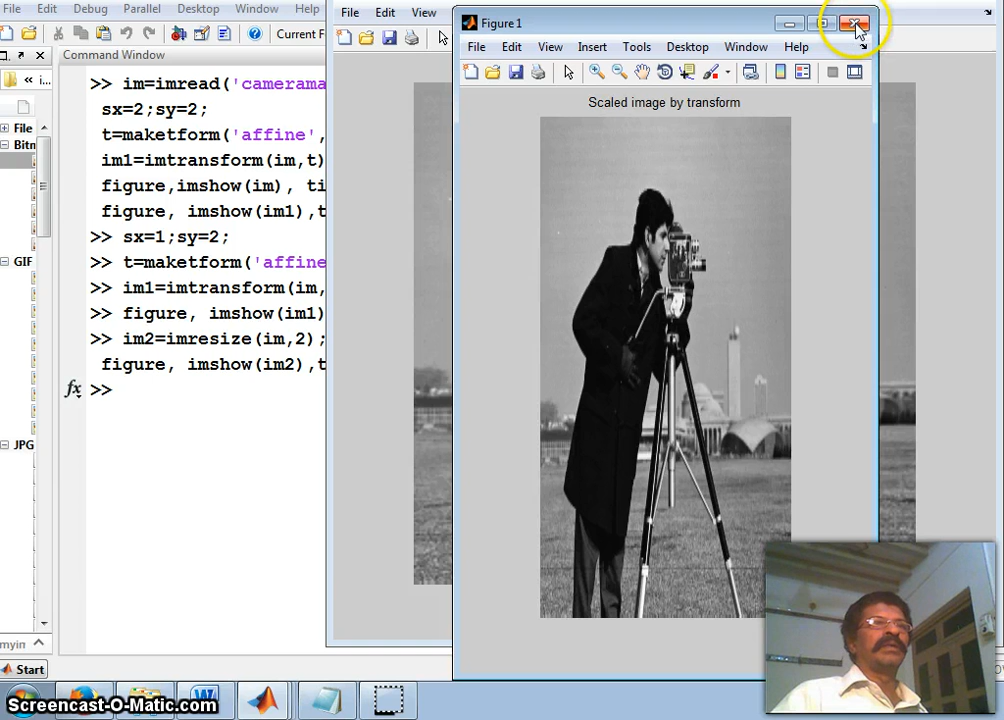 File Edit Debug Parallel Desktop Window Help
File Edit View
Figure 1
File Edit View Insert Tools Desktop Window Help
Current F
« i...
Command Window
Scaled image by transform
File
Bitn
GIF
JPG
>> im=imread('camerama
sx=2;sy=2;
t=maketform('affine',
im1=imtransform(im,t)
figure,imshow(im), ti
figure, imshow(im1),t
>> sx=1;sy=2;
>> t=maketform('affine
im1=imtransform(im,
>> figure, imshow(im1)
>> im2=imresize(im,2);
figure, imshow(im2),t
fx >>
myin
Start
Screencast-O-Matic.com